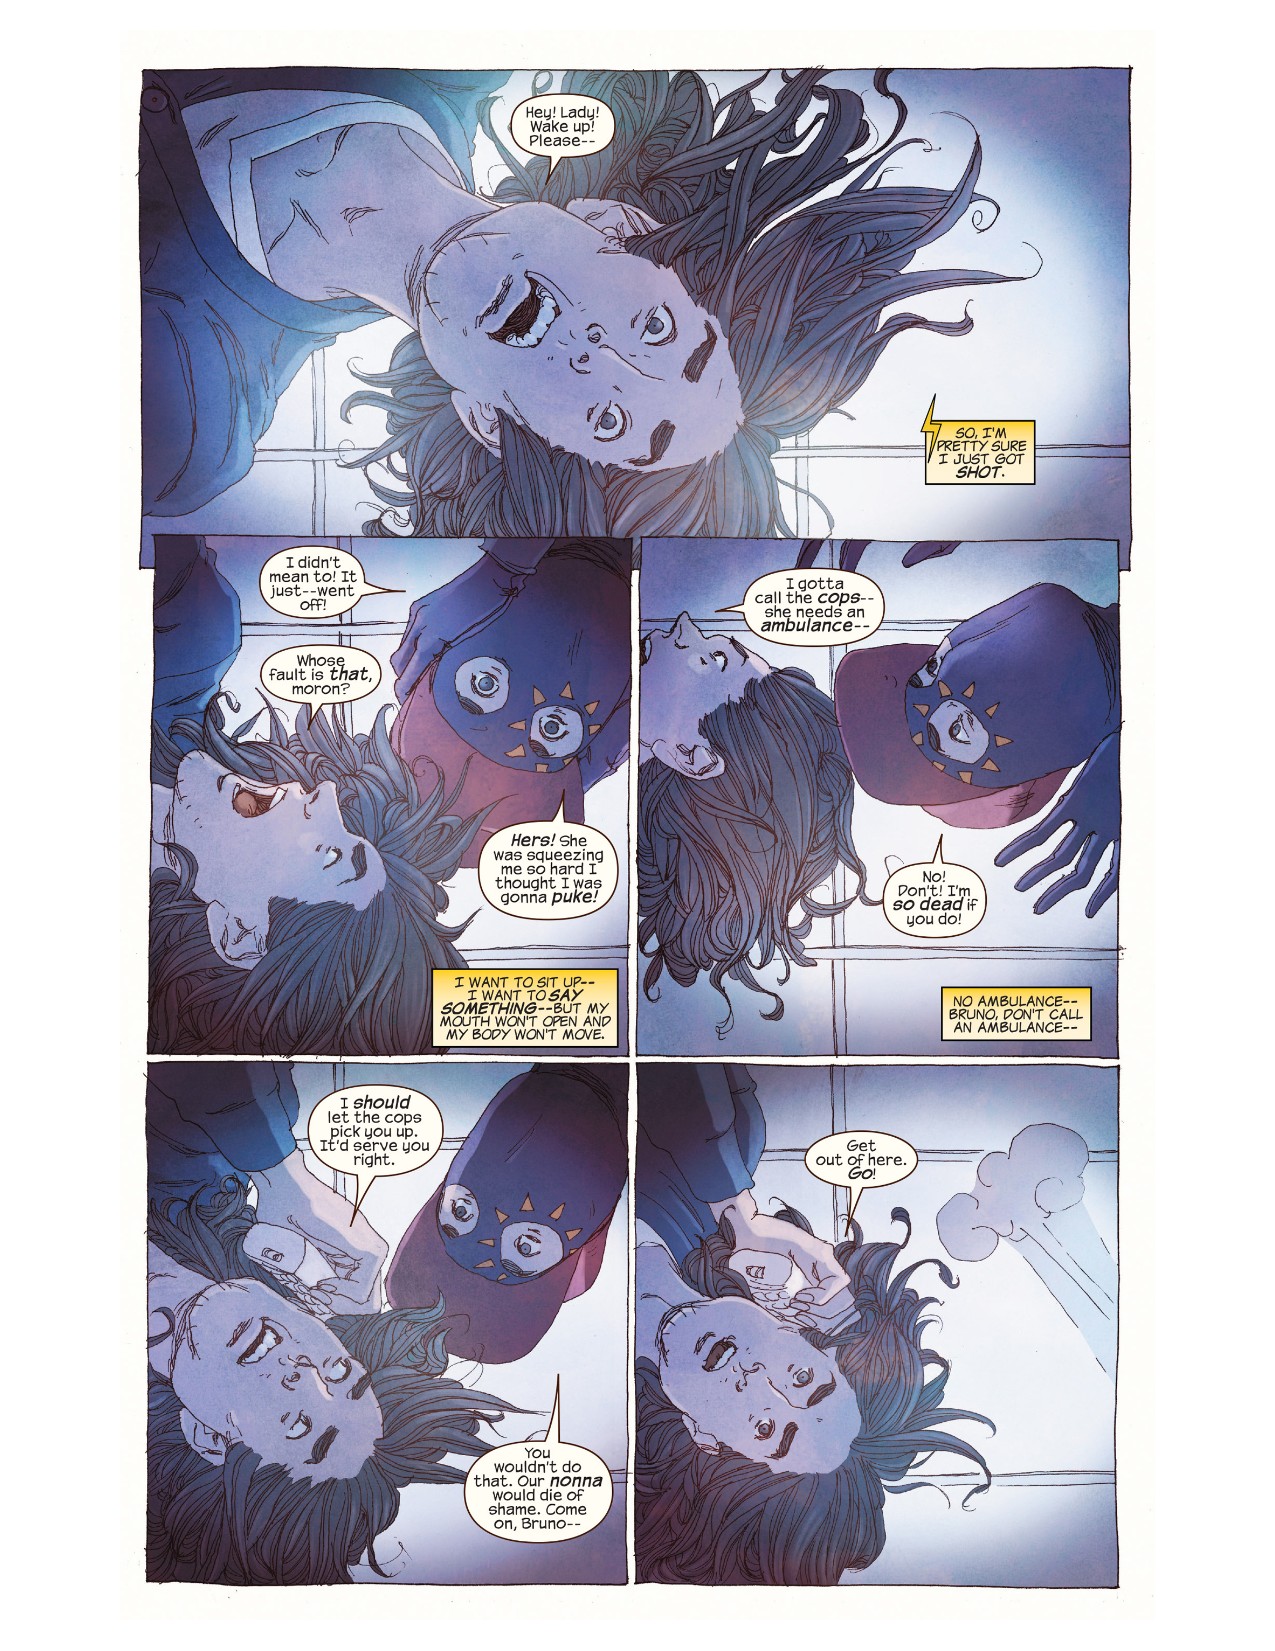 Hey! Lady!
Wake up!
Please--
SO, I'M
PRETTY SURE
I JUST GOT
SHOT.
I didn't
mean to! It
just--went
off!
Whose
fault is that,
moron?
Hers! She
was squeezing
me so hard I
thought I was
gonna puke!
I WANT TO SIT UP--
I WANT TO SAY
SOMETHING--BUT MY
MOUTH WON'T OPEN AND
MY BODY WON'T MOVE.
I gotta
call the cops--
she needs an
ambulance--
No!
Don't! I'm
so dead if
you do!
NO AMBULANCE--
BRUNO, DON'T CALL
AN AMBULANCE--
I should
let the cops
pick you up.
It'd serve you
right.
You
wouldn't do
that. Our nonna
would die of
shame. Come
on, Bruno--
Get
out of here.
Go!